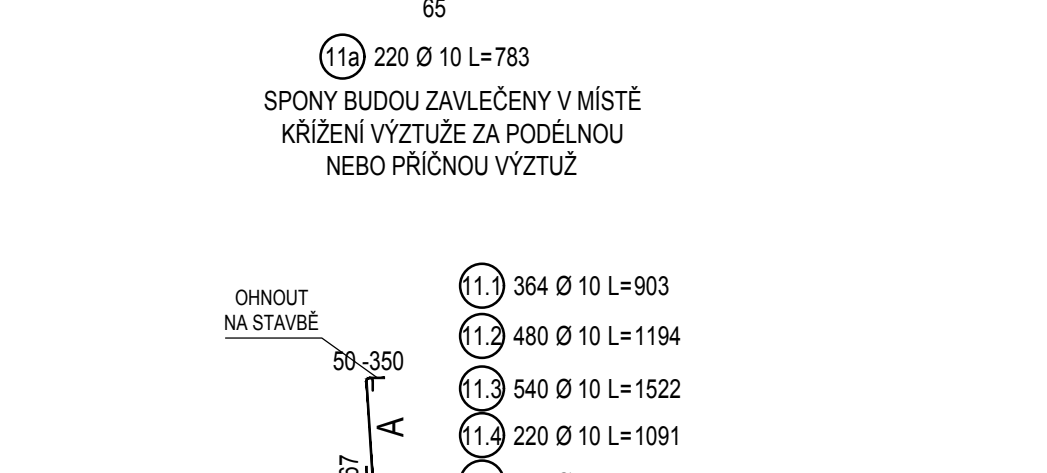 65
11a 220 Ø 10 L=783
SPONY BUDOU ZAVLEČENY V MÍSTĚ
KŘÍŽENÍ VÝZTUŽE ZA PODÉLNOU
NEBO PŘÍČNOU VÝZTUŽ
OHNOUT
NA STAVBĚ
50 -350
A
11.1 364 Ø 10 L=903
11.2 480 Ø 10 L=1194
11.3 540 Ø 10 L=1522
11.4 220 Ø 10 L=1091